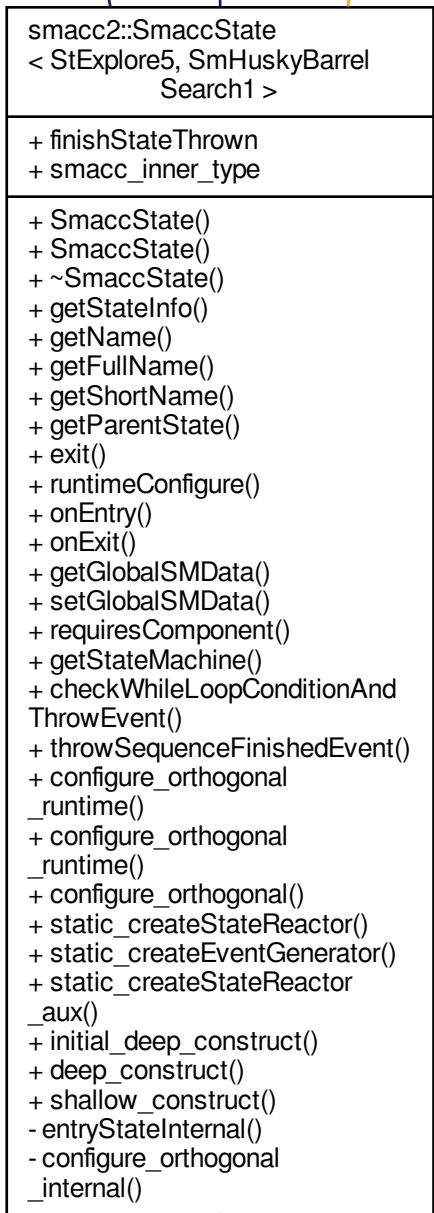 smacc2::SmaccState
< StExplore5, SmHuskyBarrel
Search1 >
+ finishStateThrown
+ smacc_inner_type
+ SmaccState()
+ SmaccState()
+ ~SmaccState()
+ getStateInfo()
+ getName()
+ getFullName()
+ getShortName()
+ getParentState()
+ exit()
+ runtimeConfigure()
+ onEntry()
+ onExit()
+ getGlobalSMData()
+ setGlobalSMData()
+ requiresComponent()
+ getStateMachine()
+ checkWhileLoopConditionAnd
ThrowEvent()
+ throwSequenceFinishedEvent()
+ configure_orthogonal
_runtime()
+ configure_orthogonal
_runtime()
+ configure_orthogonal()
+ static_createStateReactor()
+ static_createEventGenerator()
+ static_createStateReactor
_aux()
+ initial_deep_construct()
+ deep_construct()
+ shallow_construct()
- entryStateInternal()
- configure_orthogonal
_internal()